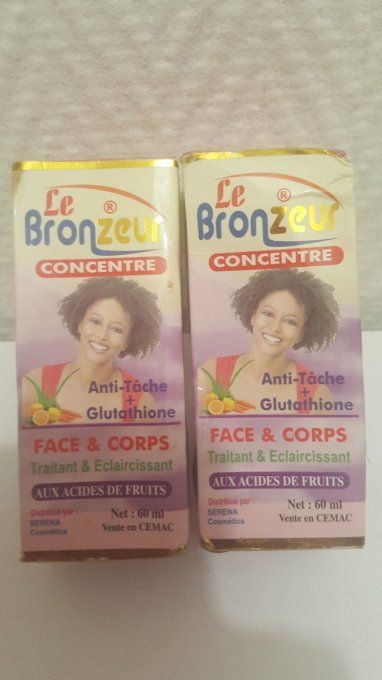 Le
Bronzeur ®
CONCENTRE
Anti-Tâche
+
Glutathione
FACE & CORPS
Traitant & Eclaircissant
AUX ACIDES DE FRUITS
Distribué par :
SERENA
Cosmétics
Net : 60 ml
Vente en CEMAC
Le
Bronzeur ®
CONCENTRE
Anti-Tâche
+
Glutathione
FACE & CORPS
Traitant & Eclaircissant
AUX ACIDES DE FRUITS
Distribué par :
SERENA
Cosmétics
Net : 60 ml
Vente en CEMAC